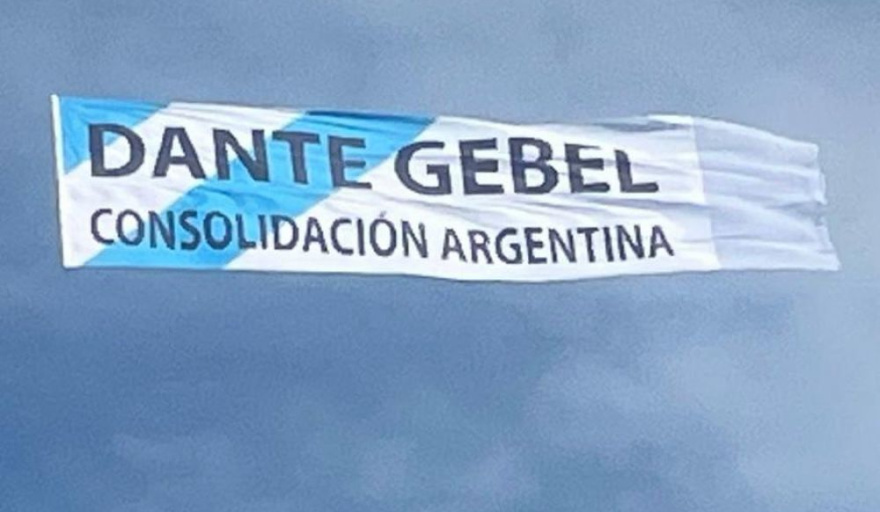 DANTE GEBEL
CONSOLIDACIÓN ARGENTINA